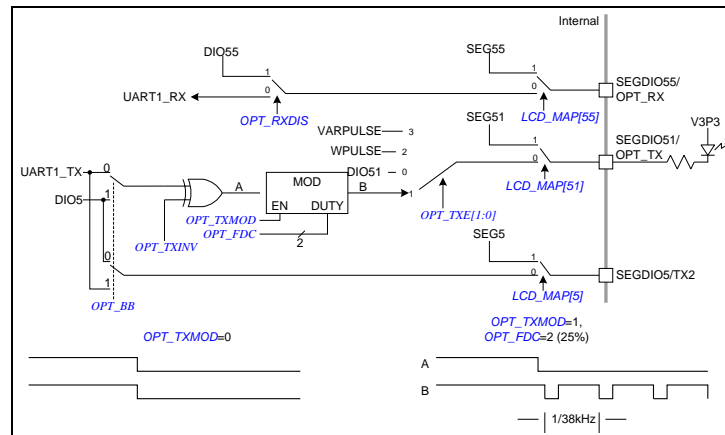 Internal
DIO55
SEG55
1
0
1
0
UART1_RX
SEGDIO55/
OPT_RX
OPT_RXDIS
LCD_MAP[55]
V3P3
VARPULSE
3
SEG51
WPULSE
2
1
SEGDIO51/
OPT_TX
UART1_TX
0
DIO51
0
0
A
MOD
B
DIO5
1
EN
DUTY
1
LCD_MAP[51]
OPT_TXMOD
OPT_TXE[1:0]
OPT_FDC
2
OPT_TXINV
SEG5
0
1
0
SEGDIO5/TX2
1
OPT_BB
LCD_MAP[5]
OPT_TXMOD=0
OPT_TXMOD=1,
OPT_FDC=2 (25%)
A
B
1/38kHz